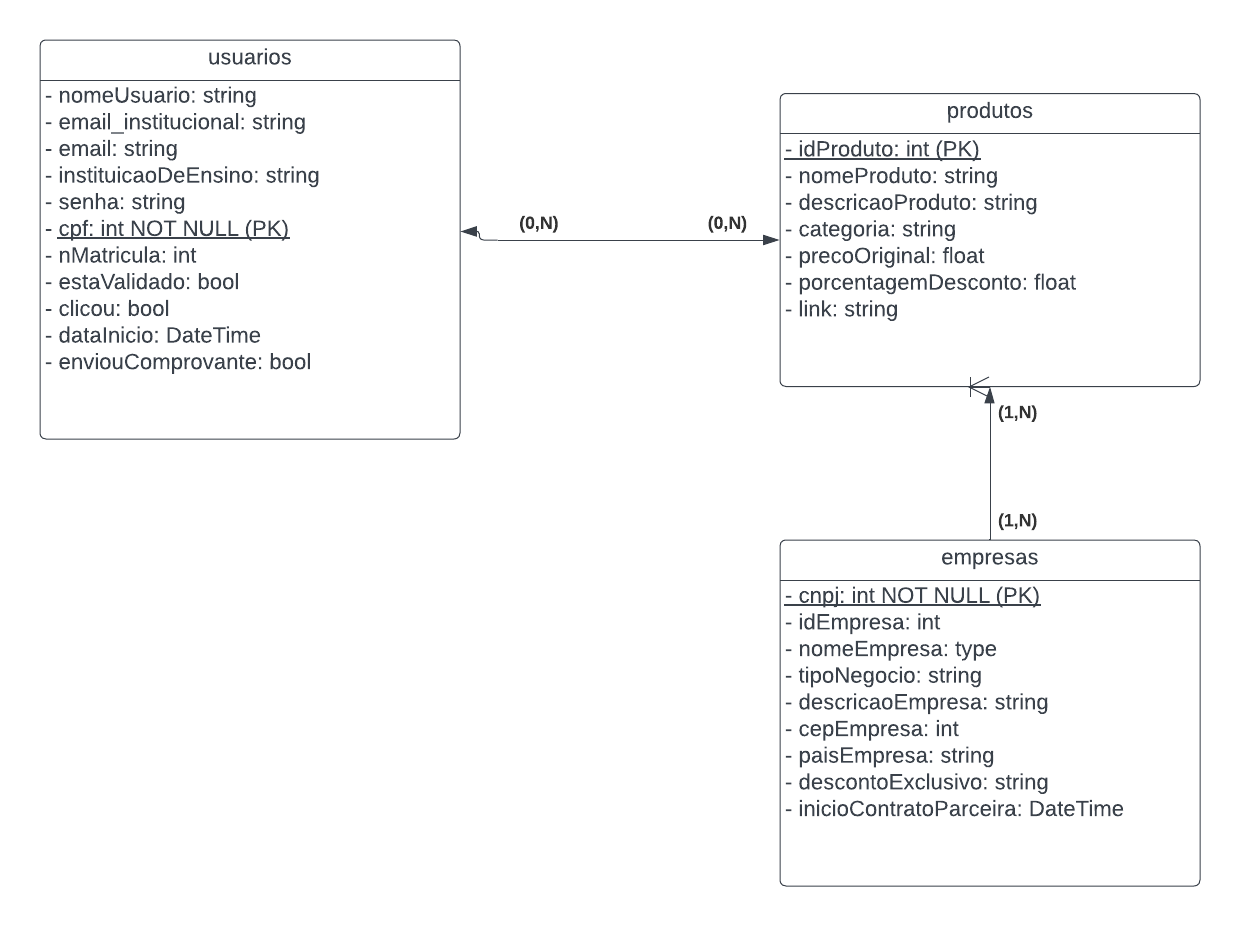 usuarios
- nomeUsuario: string
- email_institucional: string
- email: string
- instituicaoDeEnsino: string
- senha: string
- cpf: int NOT NULL (PK)
- nMatricula: int
- estaValidado: bool
- clicou: bool
- dataInicio: DateTime
- enviouComprovante: bool
(0,N)
(0,N)
produtos
- idProduto: int (PK)
- nomeProduto: string
- descricaoProduto: string
- categoria: string
- precoOriginal: float
- porcentagemDesconto: float
- link: string
(1,N)
(1,N)
empresas
- cnpj: int NOT NULL (PK)
- idEmpresa: int
- nomeEmpresa: type
- tipoNegocio: string
- descricaoEmpresa: string
- cepEmpresa: int
- paisEmpresa: string
- descontoExclusivo: string
- inicioContratoParceira: DateTime